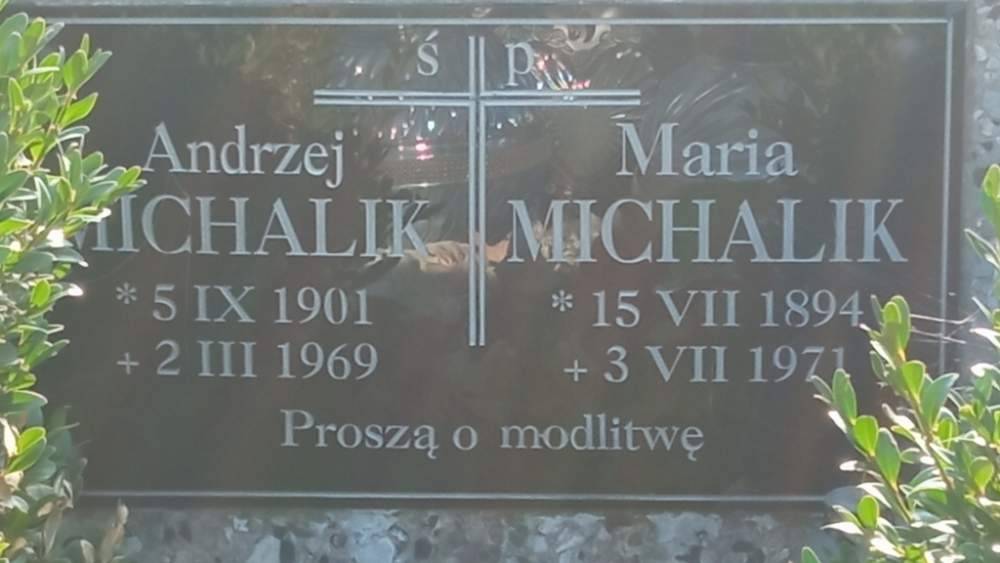 ś p
Andrzej
MICHALIK
* 5 IX 1901
+ 2 III 1969
Maria
MICHALIK
* 15 VII 1894
+ 3 VII 1971
Proszą o modlitwę